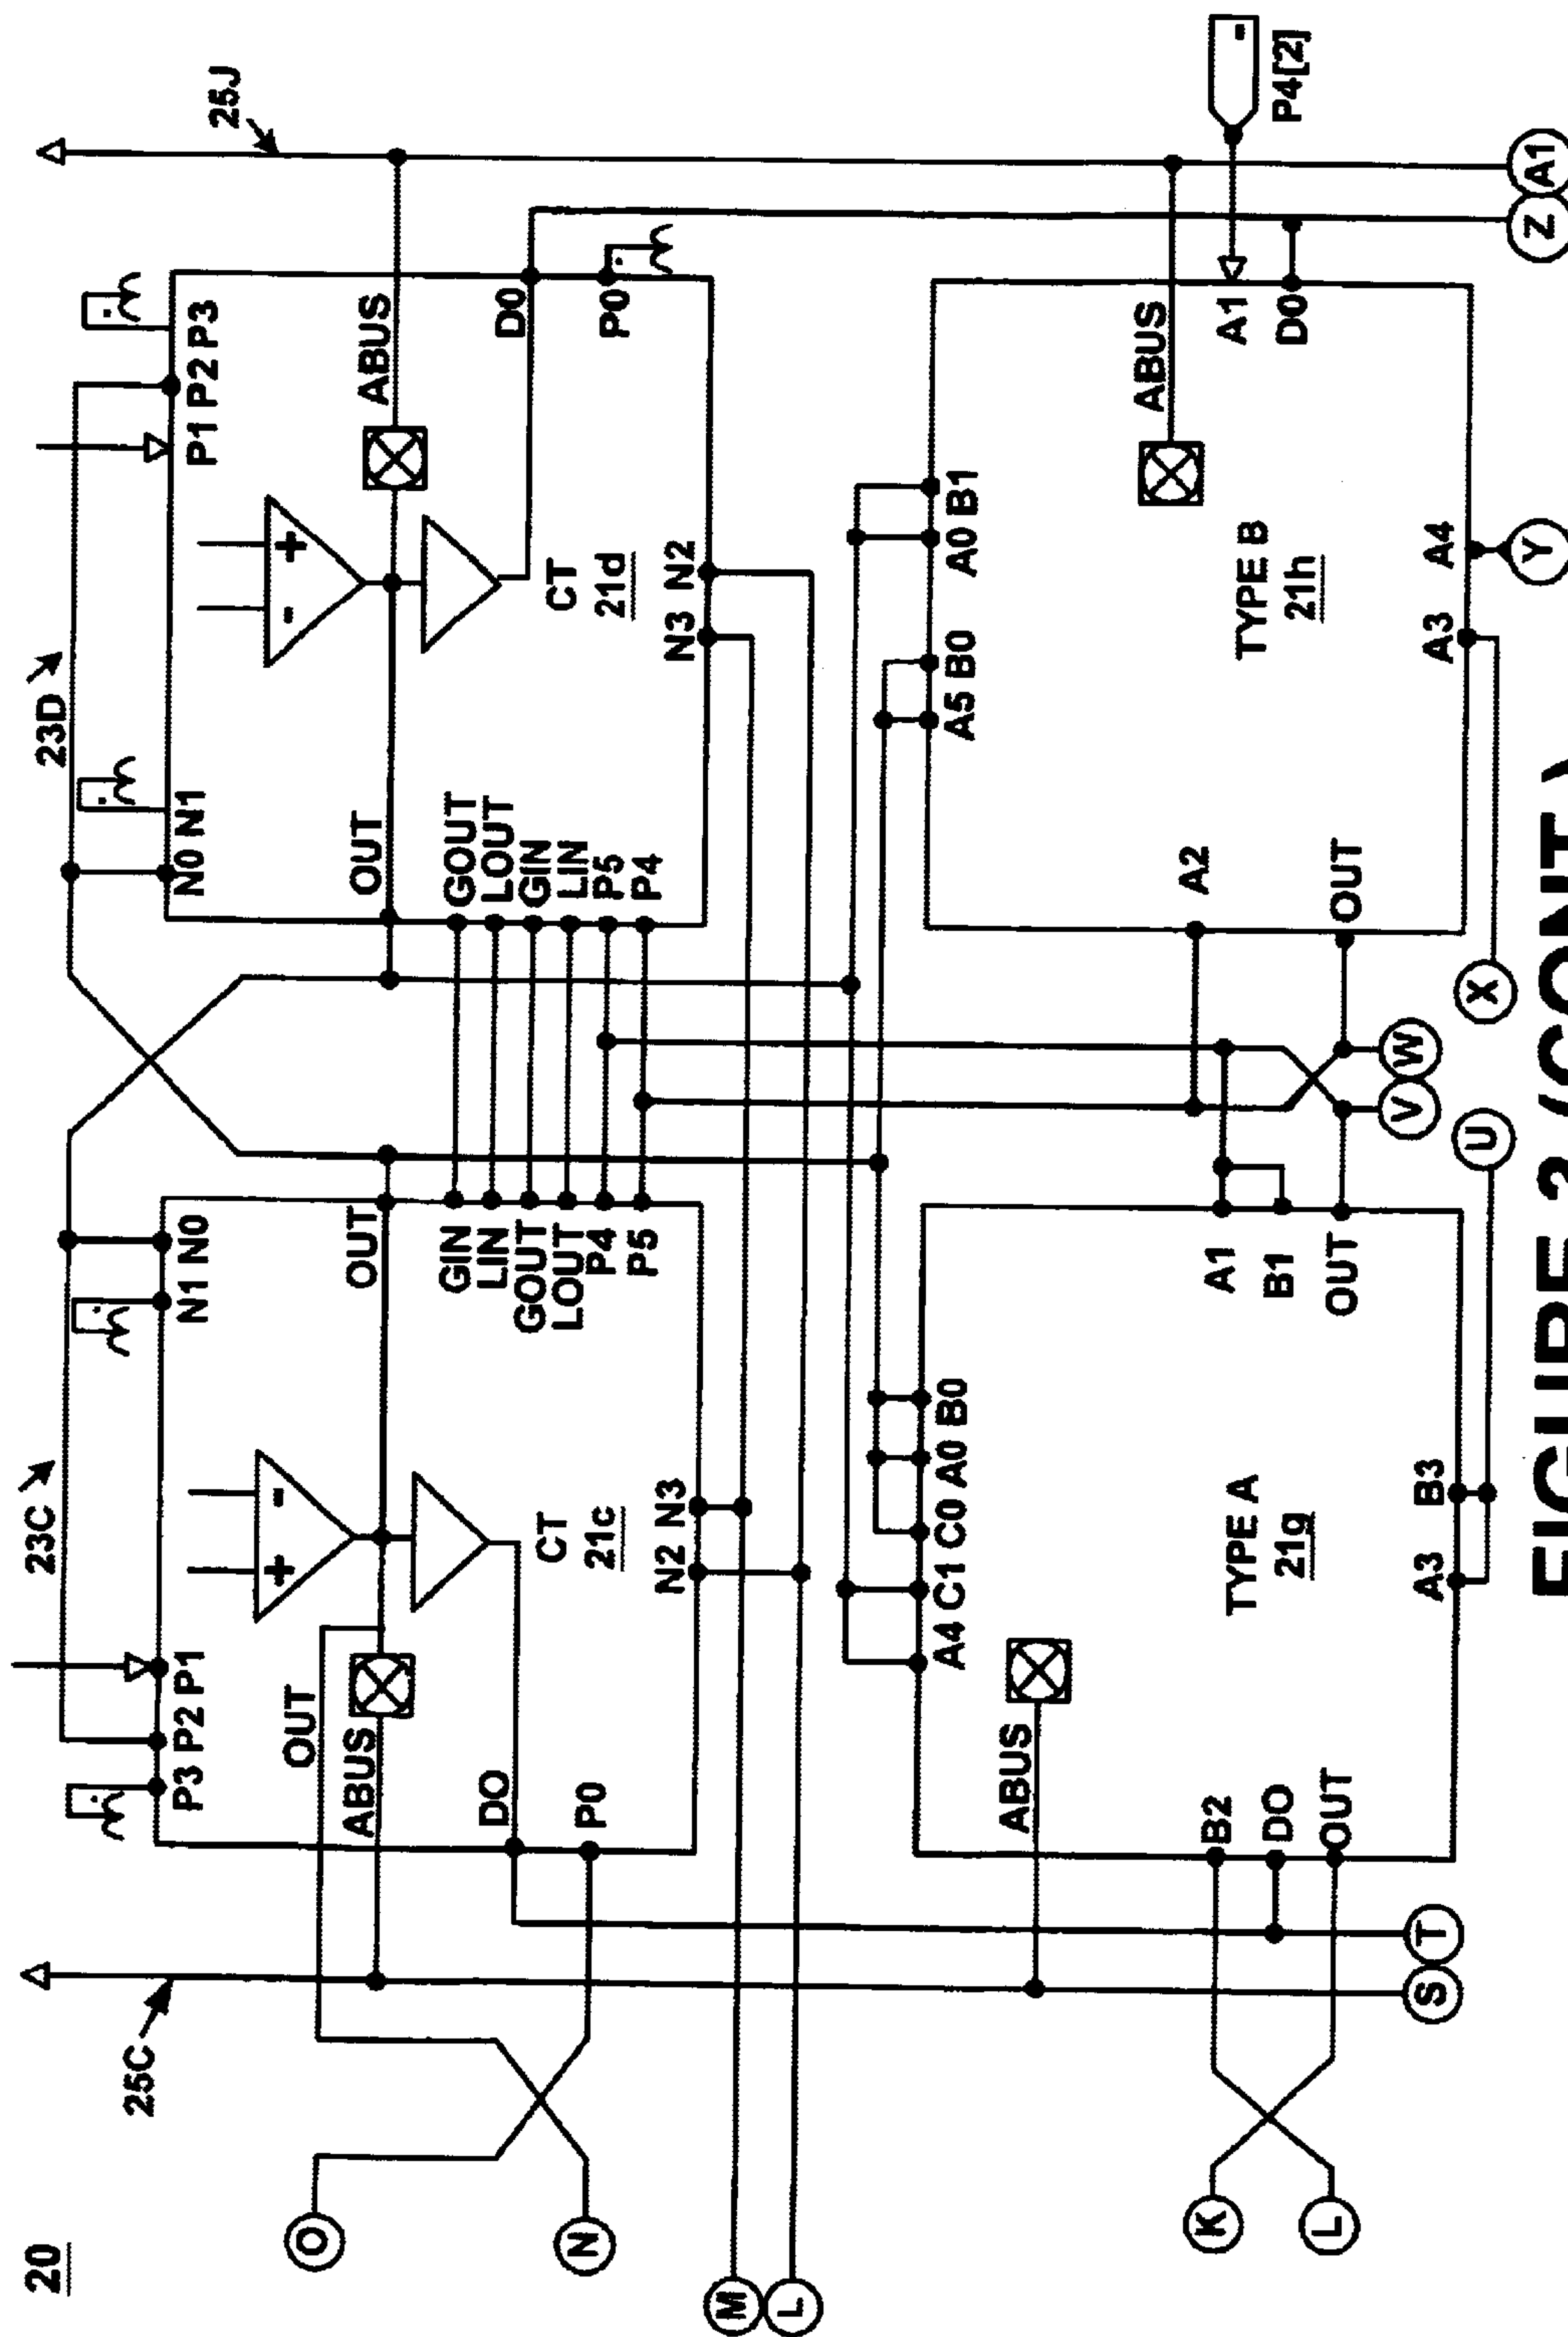 20
23C
23D
25C
25J
P3 P2 P1
N1 N0
N0 N1
P1 P2 P3
+ -
- +
O
OUT
OUT
OUT
ABUS
ABUS
GIN
LIN
GOUT
LOUT
P4
P5
GOUT
LOUT
GIN
LIN
P5
P4
DO
D0
CT
21c
CT
21d
N
P0
P0
N2 N3
N3 N2
M
L
A4 C1 C0 A0 B0
A5 B0
A0 B1
ABUS
ABUS
K
B2
A1
A2
A1
-
P4[2]
TYPE A
21g
TYPE B
21h
DO
B1
D0
L
OUT
OUT
OUT
A3
B3
A3
A4
S
T
V
W
U
X
Y
Z
A1
FIGURE (CONT